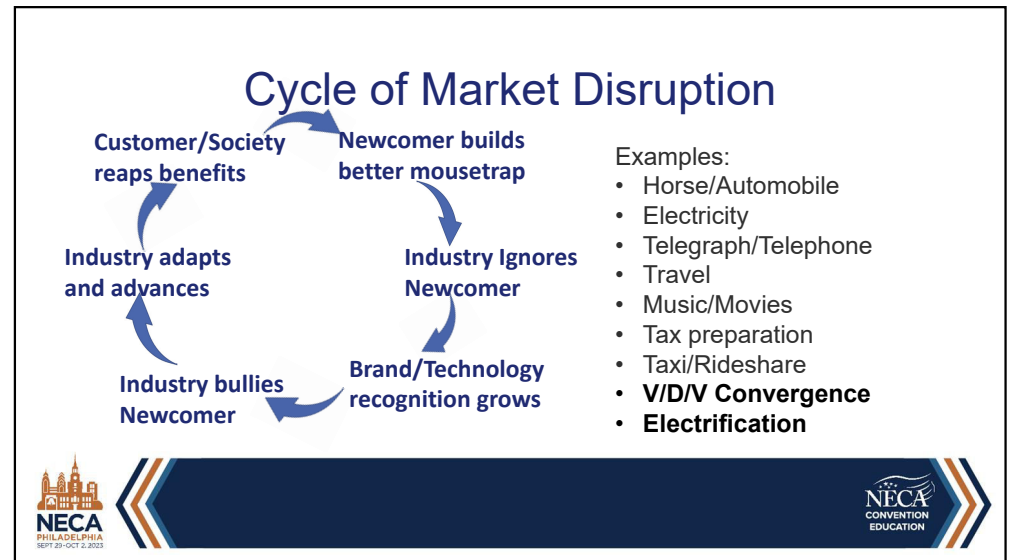 Cycle of Market Disruption
Customer/Society
reaps benefits
Newcomer builds
better mousetrap
Industry Ignores
Newcomer
Brand/Technology
recognition grows
Industry bullies
Newcomer
Industry adapts
and advances
Examples:
• Horse/Automobile
• Electricity
• Telegraph/Telephone
• Travel
• Music/Movies
• Tax preparation
• Taxi/Rideshare
• V/D/V Convergence
• Electrification
NECA
PHILADELPHIA
SEPT 29-OCT 2, 2023
NECA
CONVENTION
EDUCATION